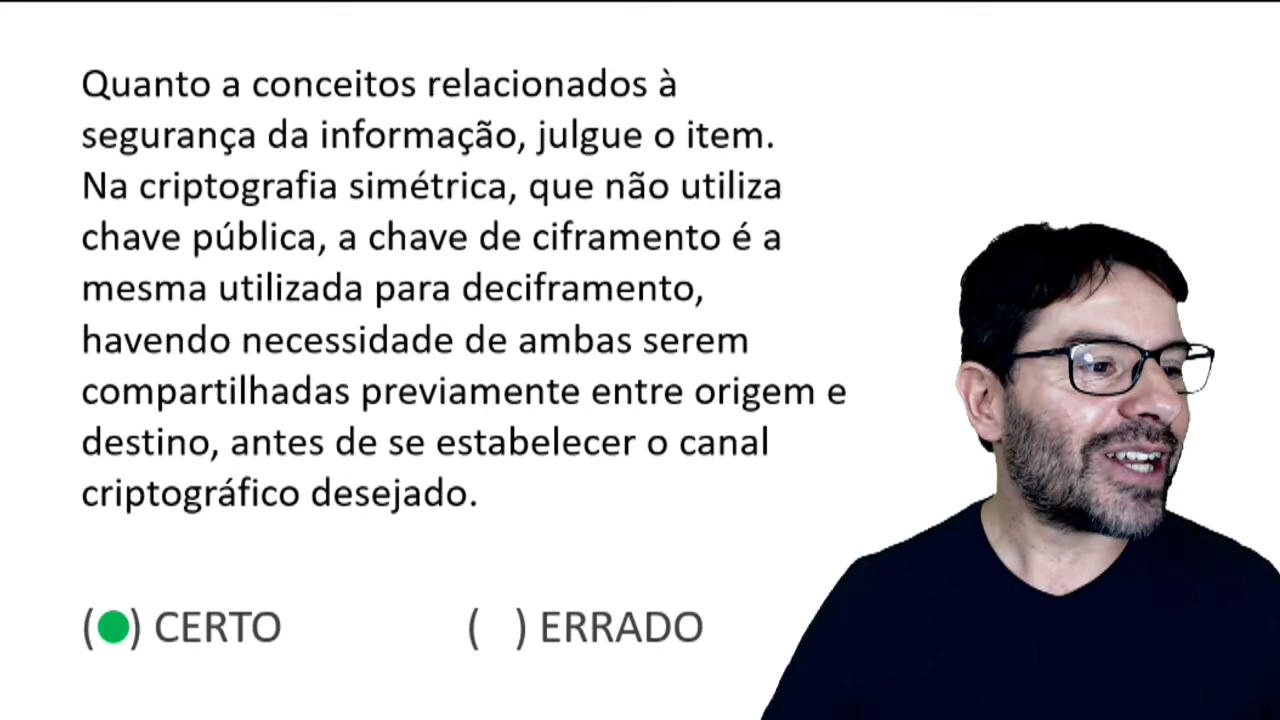 Quanto a conceitos relacionados à
segurança da informação, julgue o item.
Na criptografia simétrica, que não utiliza
chave pública, a chave de ciframento é a
mesma utilizada para deciframento,
havendo necessidade de ambas serem
compartilhadas previamente entre origem e
destino, antes de se estabelecer o canal
criptográfico desejado.
( ) CERTO ( ) ERRADO